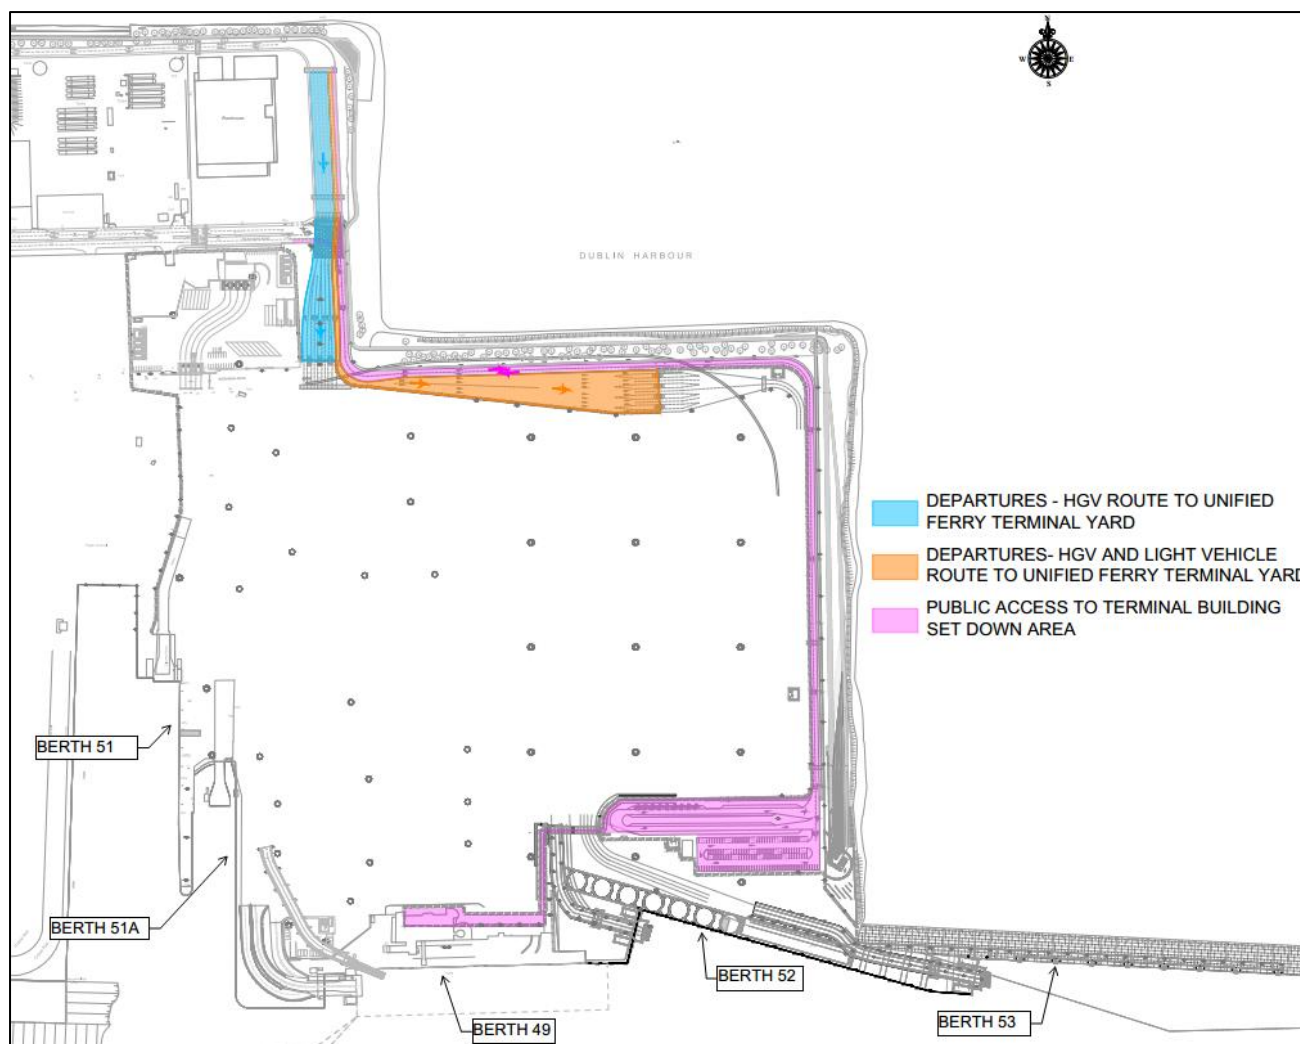 N
W
E
S
DUBLIN HARBOUR
DEPARTURES - HGV ROUTE TO UNIFIED
FERRY TERMINAL YARD
DEPARTURES- HGV AND LIGHT VEHICLE
ROUTE TO UNIFIED FERRY TERMINAL YARD
PUBLIC ACCESS TO TERMINAL BUILDING
SET DOWN AREA
BERTH 51
BERTH 51A
BERTH 52
BERTH 53
BERTH 49